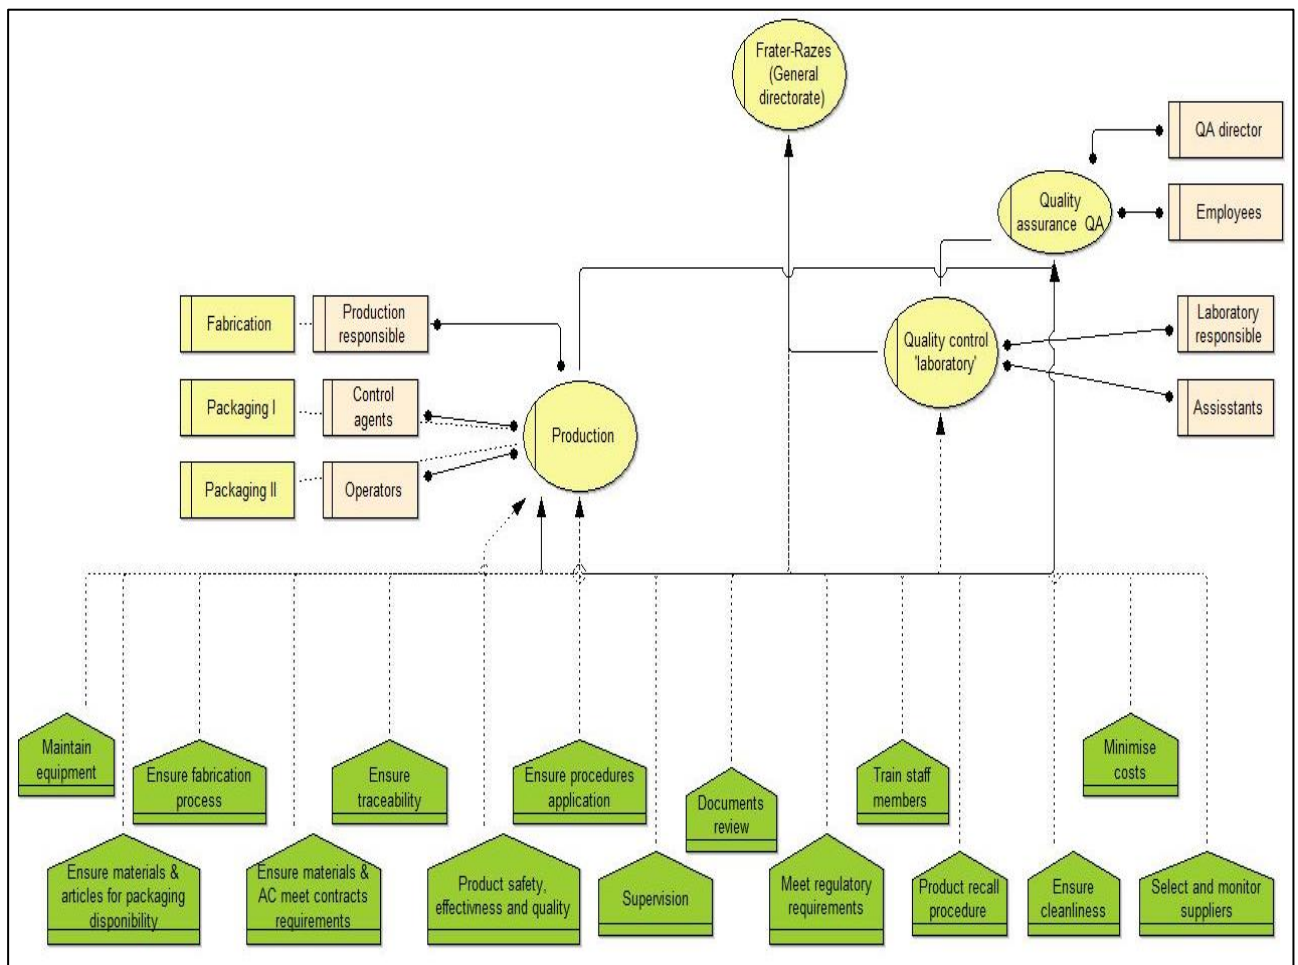 Frater-Razes
(General
directorate)
QA director
Quality
assurance QA
Employees
Fabrication
Production
responsible
Quality control
'laboratory'
Laboratory
responsible
Packaging I
Control
agents
Production
Assisstants
Packaging II
Operators
Maintain
equipment
Ensure fabrication
process
Ensure
traceability
Ensure procedures
application
Documents
review
Train staff
members
Minimise
costs
Ensure materials &
articles for packaging
disponibility
Ensure materials &
AC meet contracts
requirements
Product safety,
effectivness and quality
Supervision
Meet regulatory
requirements
Product recall
procedure
Ensure
cleanliness
Select and monitor
suppliers